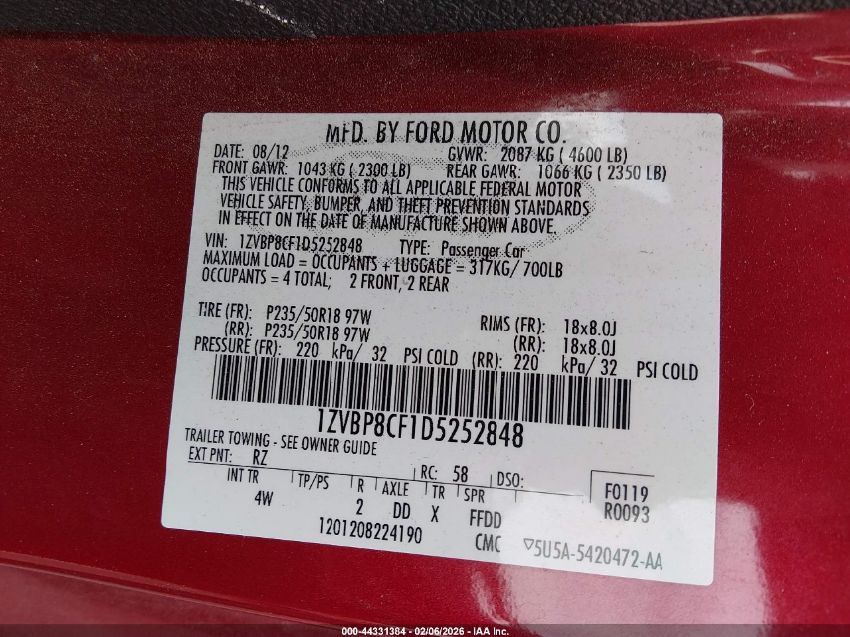 MFD. BY FORD MOTOR CO.
DATE: 08/12 GVWR: 2087 KG ( 4600 LB)
FRONT GAWR: 1043 KG ( 2300 LB) REAR GAWR: 1066 KG ( 2350 LB)
THIS VEHICLE CONFORMS TO ALL APPLICABLE FEDERAL MOTOR
VEHICLE SAFETY, BUMPER, AND THEFT PREVENTION STANDARDS
IN EFFECT ON THE DATE OF MANUFACTURE SHOWN ABOVE.
VIN: 1ZVBP8CF1D5252848 TYPE: Passenger Car
MAXIMUM LOAD = OCCUPANTS + LUGGAGE = 317KG/ 700LB
OCCUPANTS = 4 TOTAL; 2 FRONT, 2 REAR
TIRE (FR): P235/50R18 97W RIMS (FR): 18x8.0J
(RR): P235/50R18 97W (RR): 18x8.0J
PRESSURE (FR): 220 kPa/ 32 PSI COLD (RR): 220 kPa/ 32 PSI COLD
1ZVBP8CF1D5252848
TRAILER TOWING - SEE OWNER GUIDE
EXT PNT: RZ RC: 58 DSO: F0119
INT TR TP/PS R AXLE TR SPR R0093
4W 2 DD X FFDD
1201208224190 CMC ▽5U5A-5420472-AA
000-44331384 - 02/06/2026 - IAA Inc.